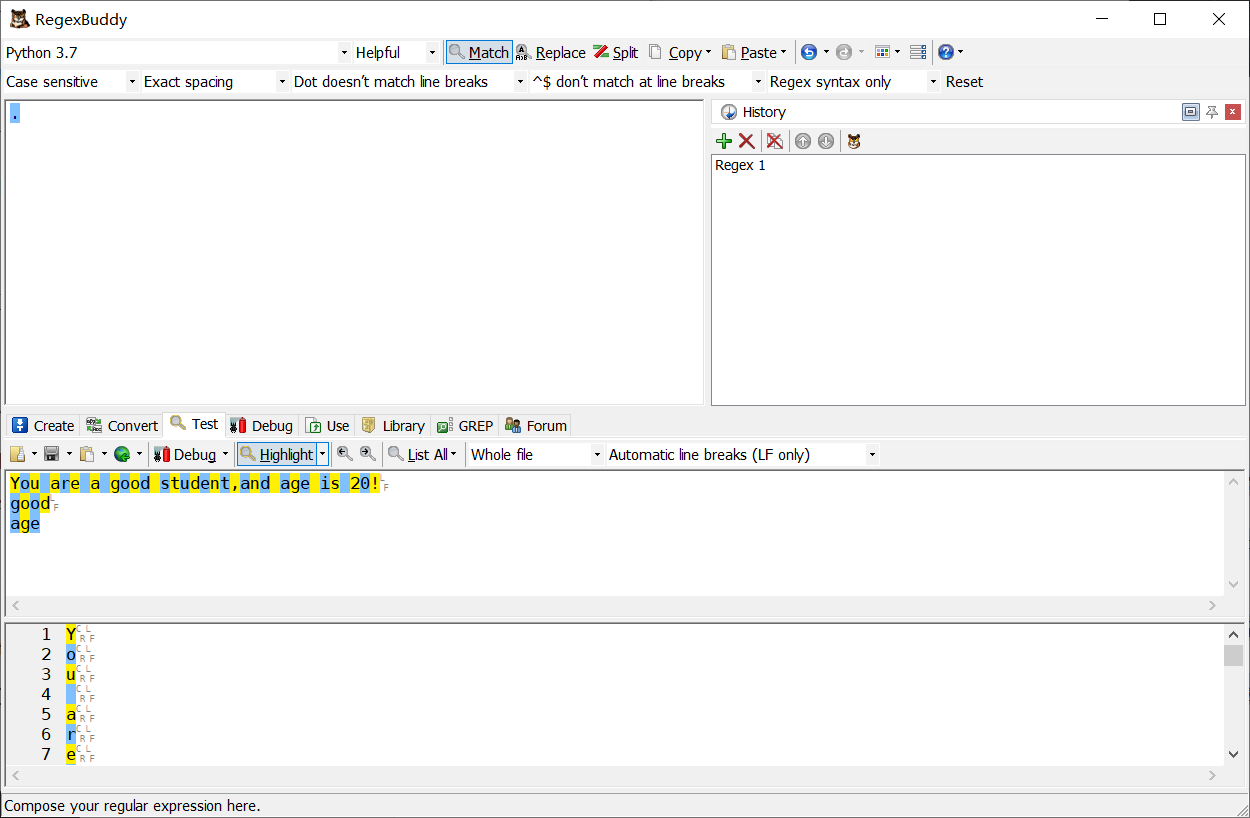 RegexBuddy
Python 3.7 Helpful Match Replace Split Copy Paste
Case sensitive Exact spacing Dot doesn't match line breaks ^$ don't match at line breaks Regex syntax only Reset
.
History
Regex 1
Create Convert Test Debug Use Library GREP Forum
Debug Highlight List All Whole file Automatic line breaks (LF only)
You are a good student,and age is 20!LF
goodLF
age
1 YCRLF
2 oCRLF
3 uCRLF
4 CRLF
5 aCRLF
6 rCRLF
7 eCRLF
Compose your regular expression here.